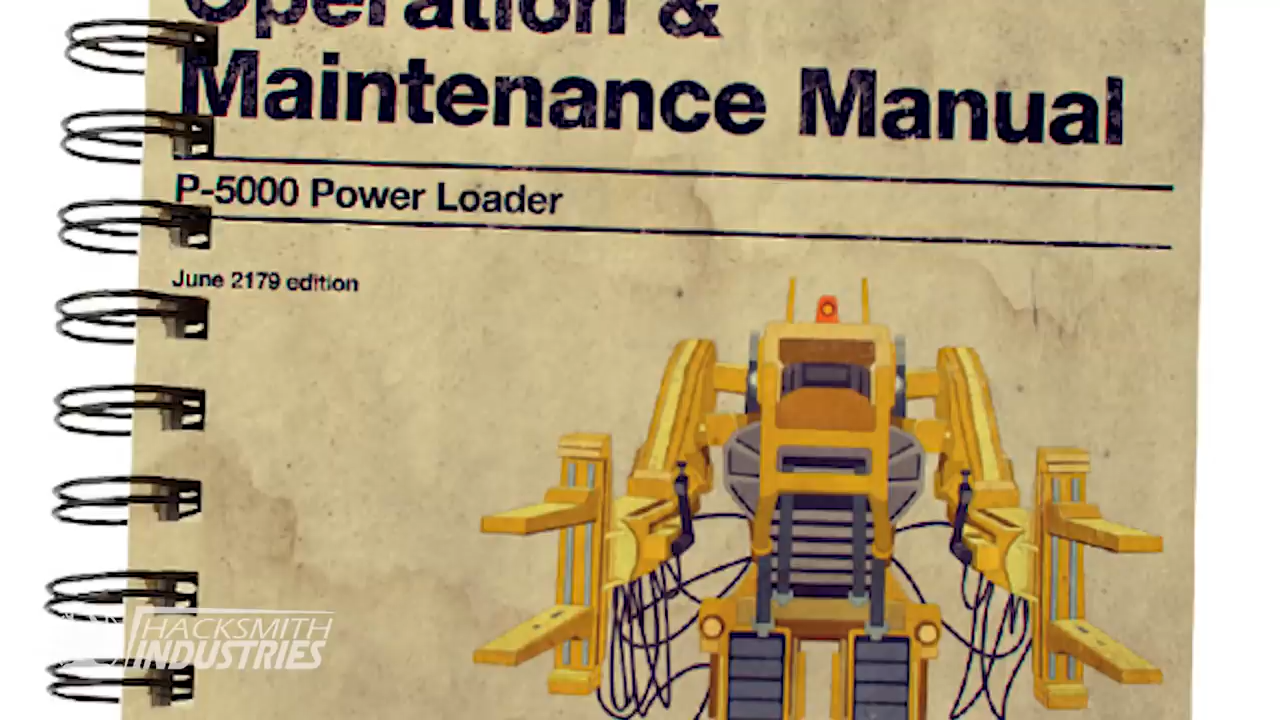 Operation &
Maintenance Manual
P-5000 Power Loader
June 2179 edition
HACKSMITH
INDUSTRIES